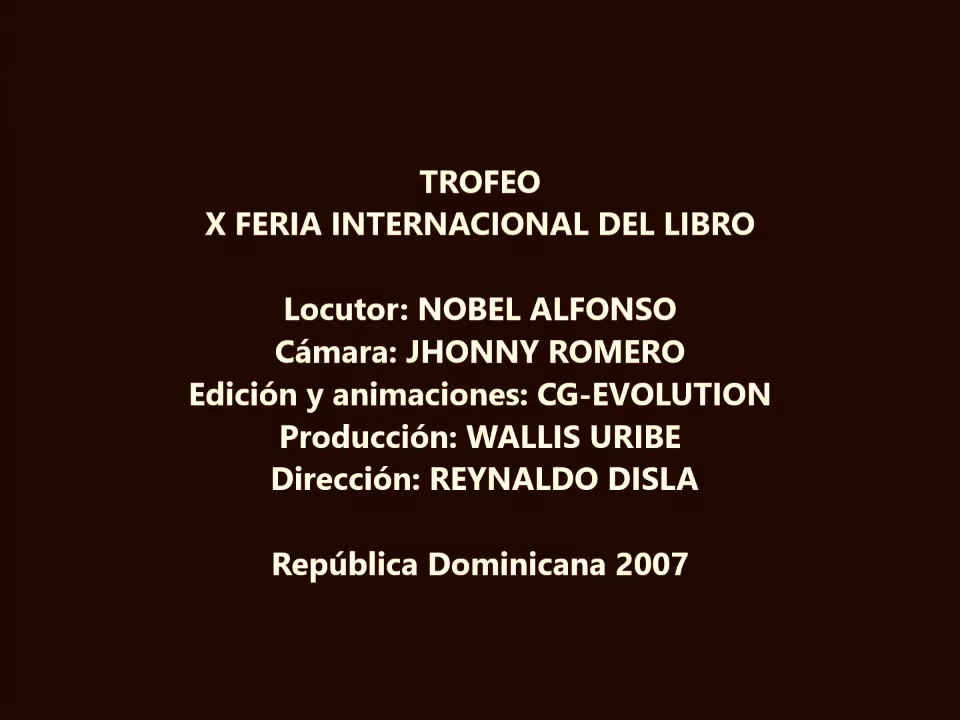 TROFEO
X FERIA INTERNACIONAL DEL LIBRO
Locutor: NOBEL ALFONSO
Cámara: JHONNY ROMERO
Edición y animaciones: CG-EVOLUTION
Producción: WALLIS URIBE
Dirección: REYNALDO DISLA
República Dominicana 2007